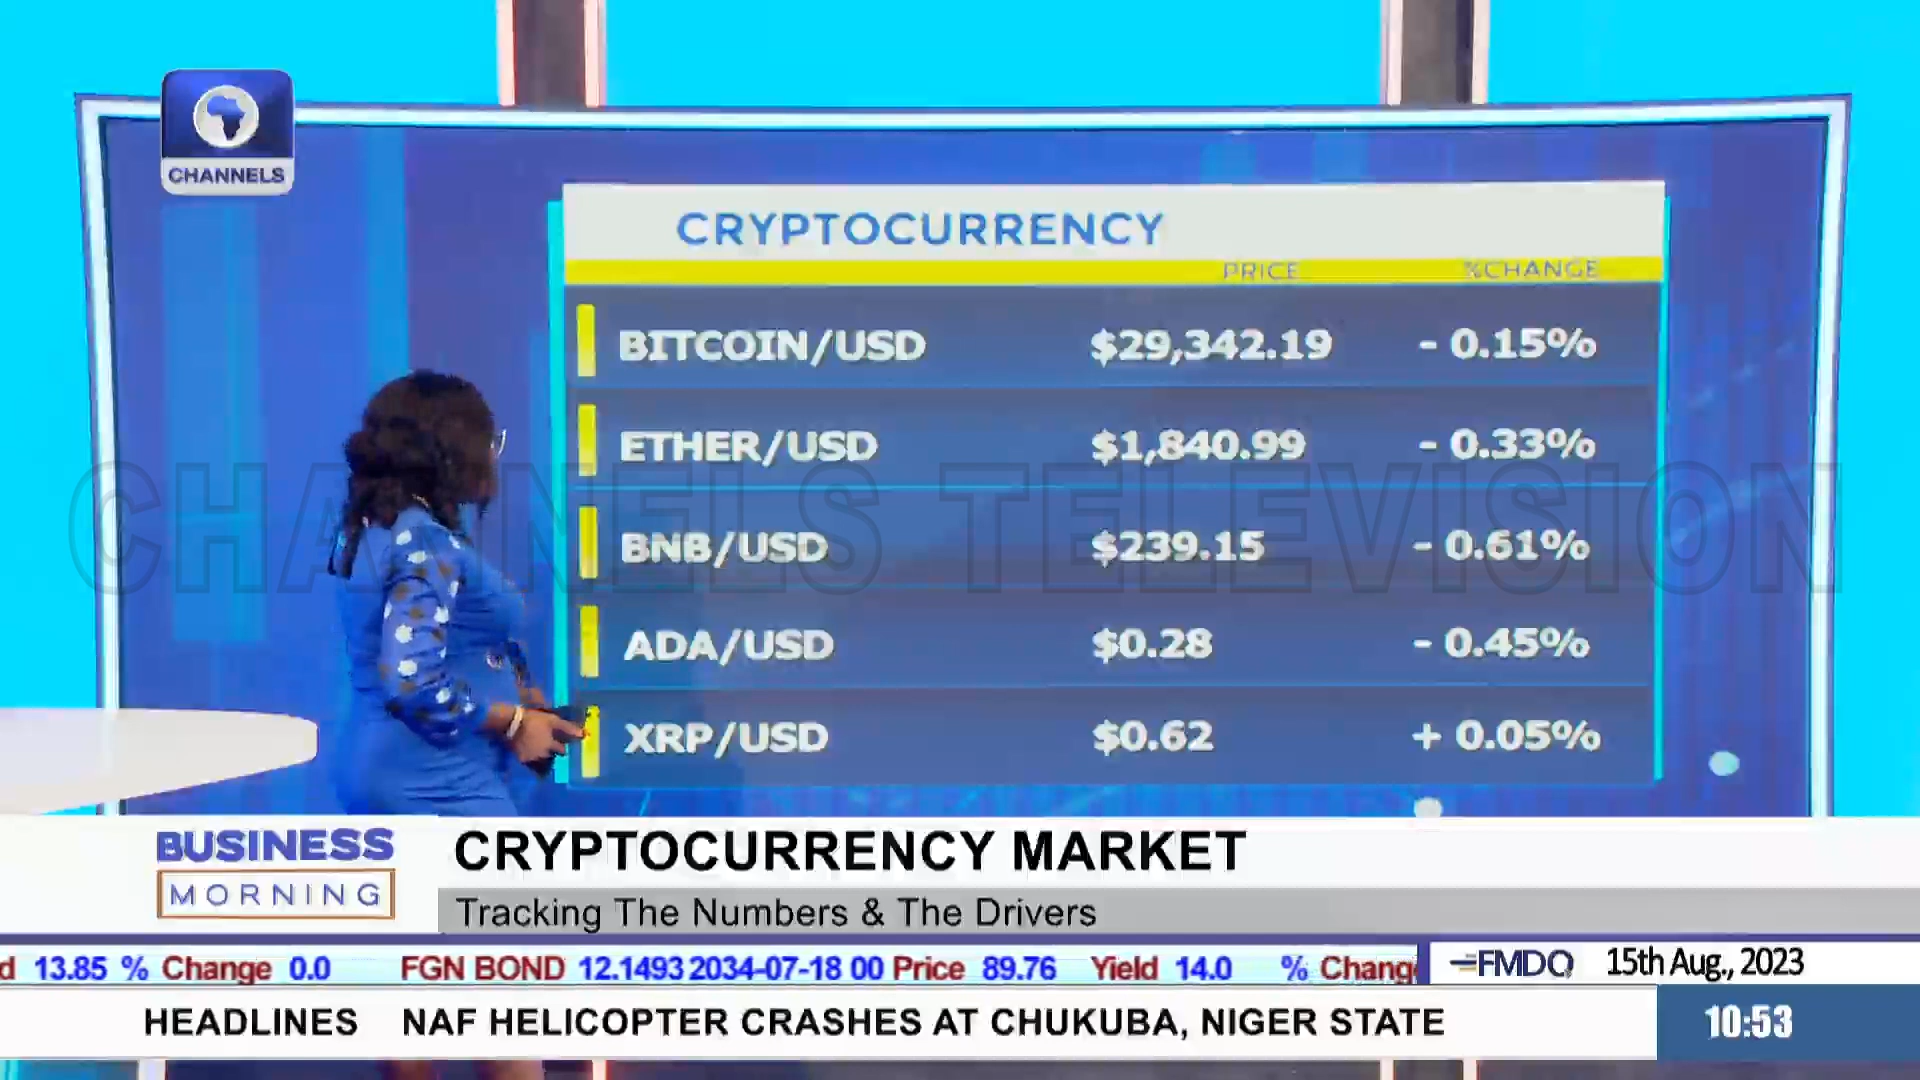 CHANNELS
CRYPTOCURRENCY
PRICE %CHANGE
BITCOIN/USD $29,342.19 - 0.15%
ETHER/USD $1,840.99 - 0.33%
CHANNELS TELEVISION
BNB/USD $239.15 - 0.61%
ADA/USD $0.28 - 0.45%
XRP/USD $0.62 + 0.05%
BUSINESS
MORNING
CRYPTOCURRENCY MARKET
Tracking The Numbers & The Drivers
d 13.85 % Change 0.0 FGN BOND 12.1493 2034-07-18 00 Price 89.76 Yield 14.0 % Chang
FMDQ 15th Aug., 2023
HEADLINES NAF HELICOPTER CRASHES AT CHUKUBA, NIGER STATE
10:53